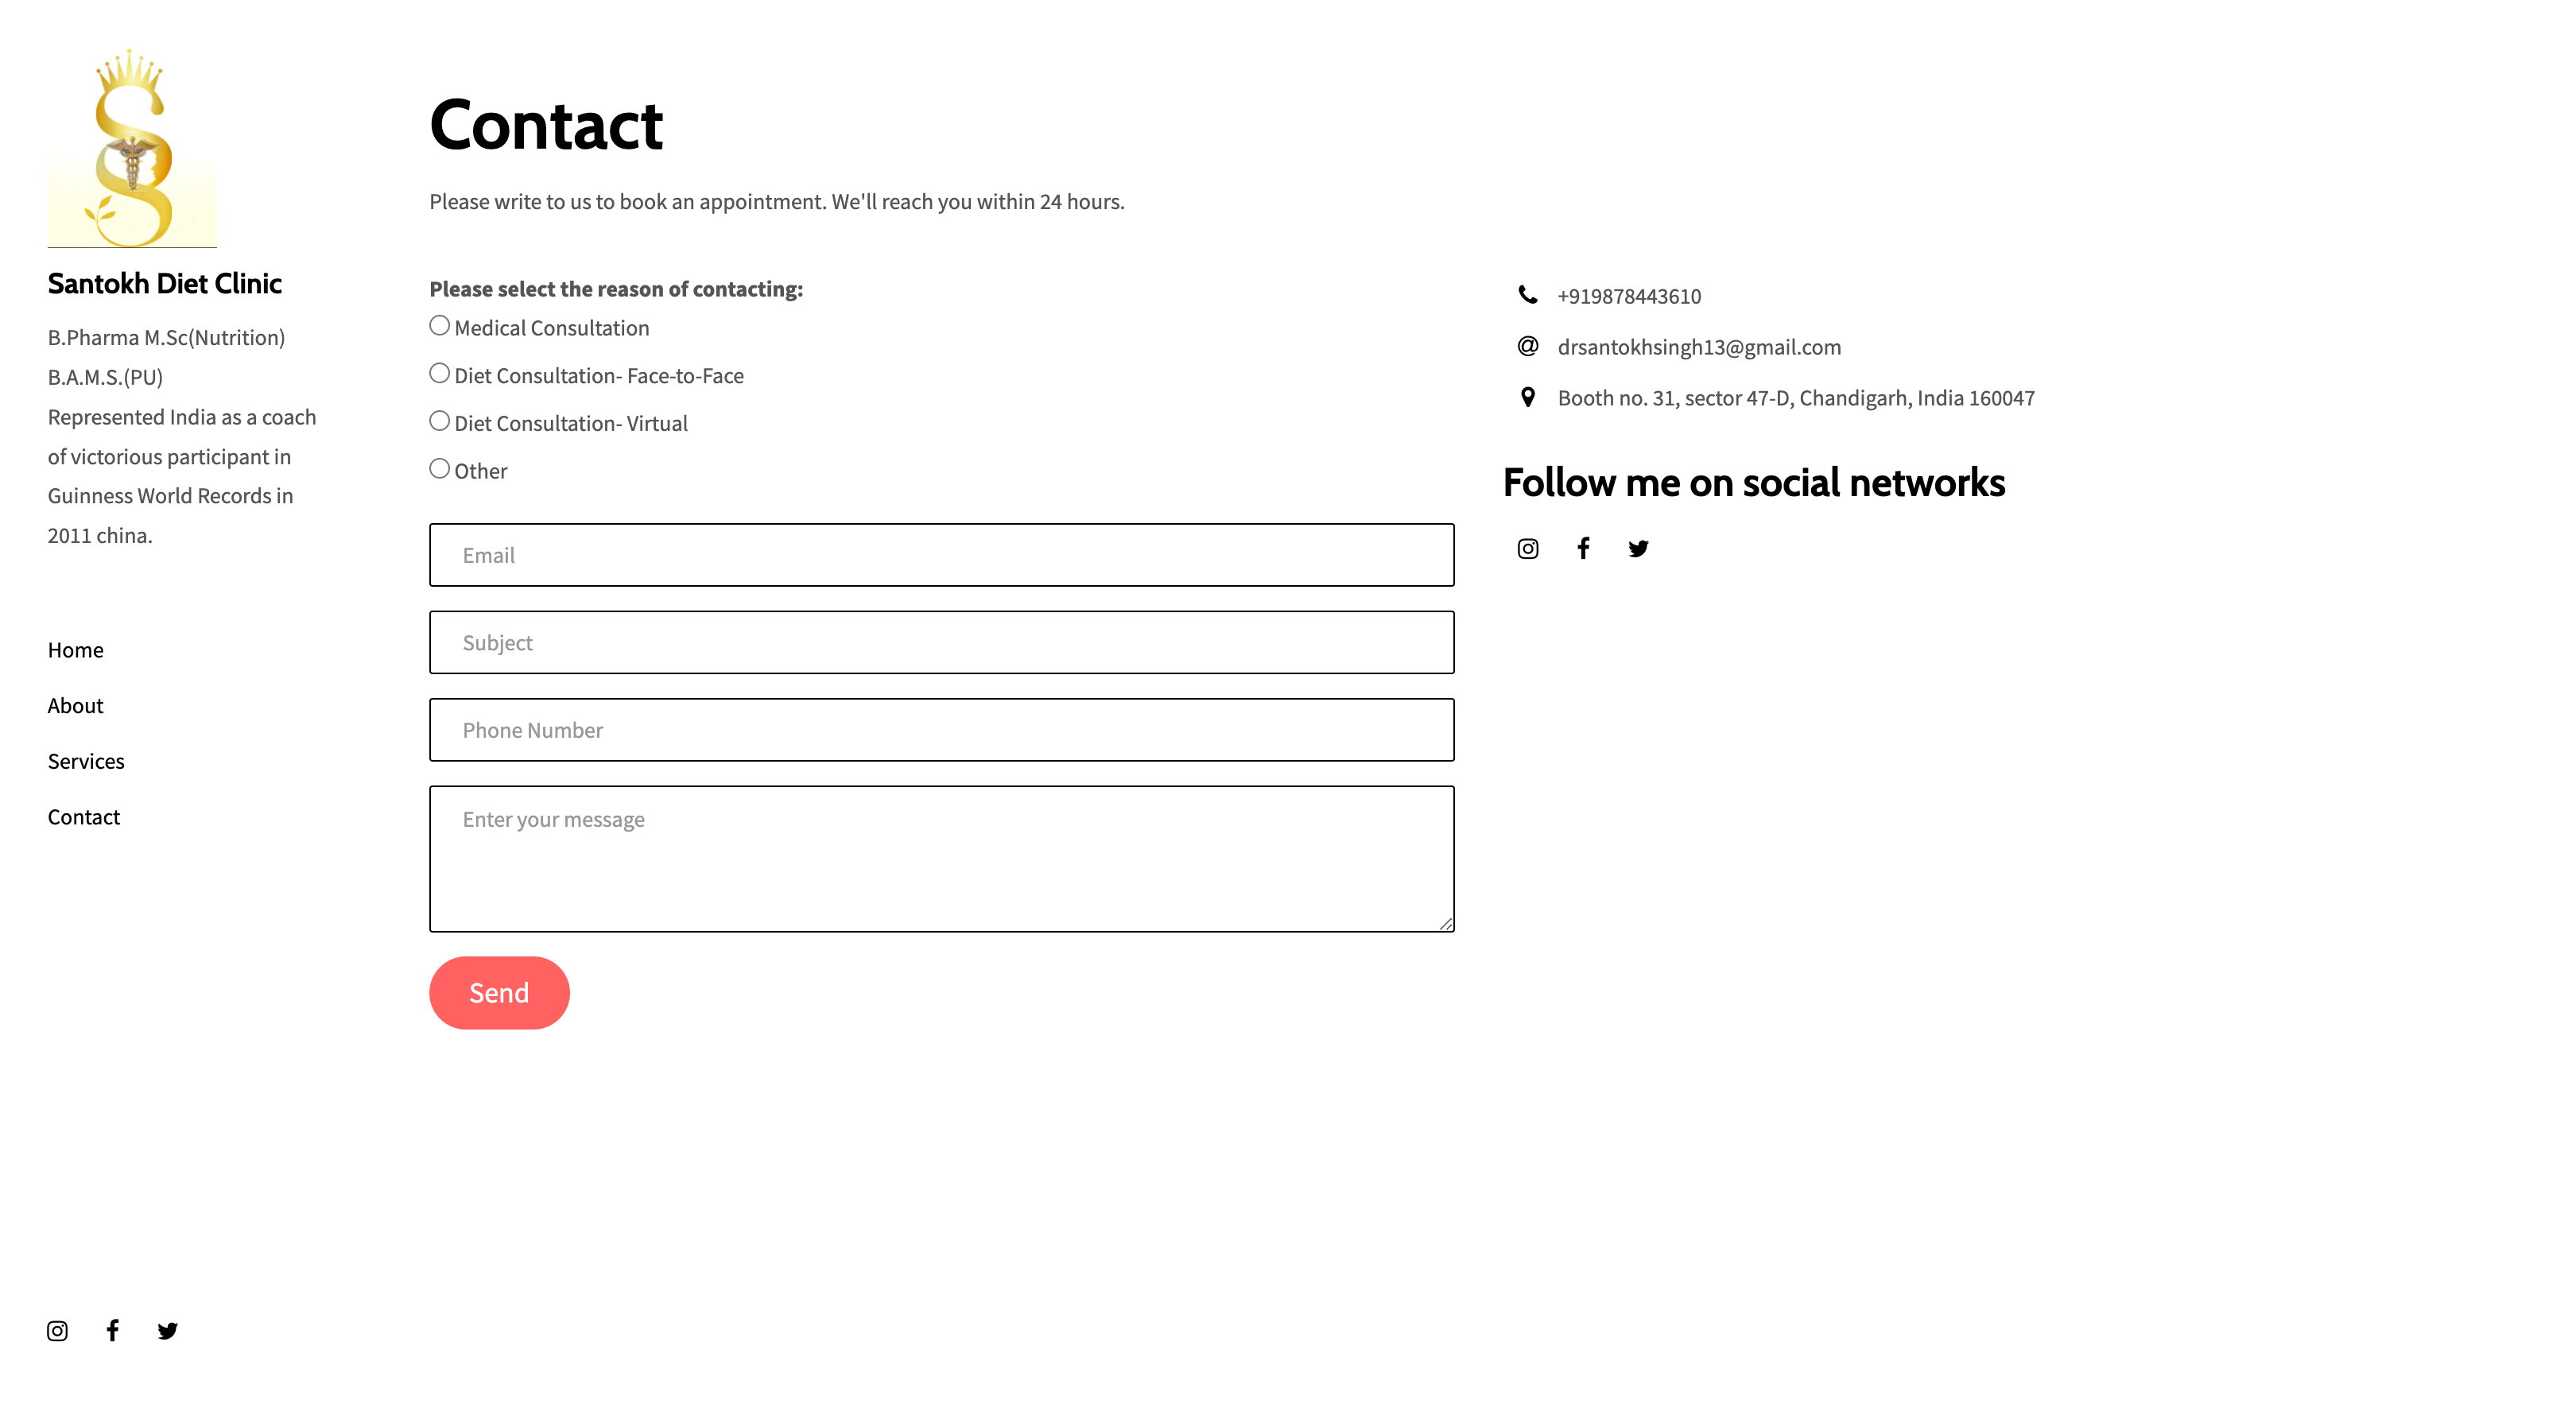 Santokh Diet Clinic
B.Pharma M.Sc(Nutrition)
B.A.M.S.(PU)
Represented India as a coach
of victorious participant in
Guinness World Records in
2011 china.
Home
About
Services
Contact
Contact
Please write to us to book an appointment. We'll reach you within 24 hours.
Please select the reason of contacting:
Medical Consultation
Diet Consultation- Face-to-Face
Diet Consultation- Virtual
Other
Email
Subject
Phone Number
Enter your message
Send
+919878443610
drsantokhsingh13@gmail.com
Booth no. 31, sector 47-D, Chandigarh, India 160047
Follow me on social networks